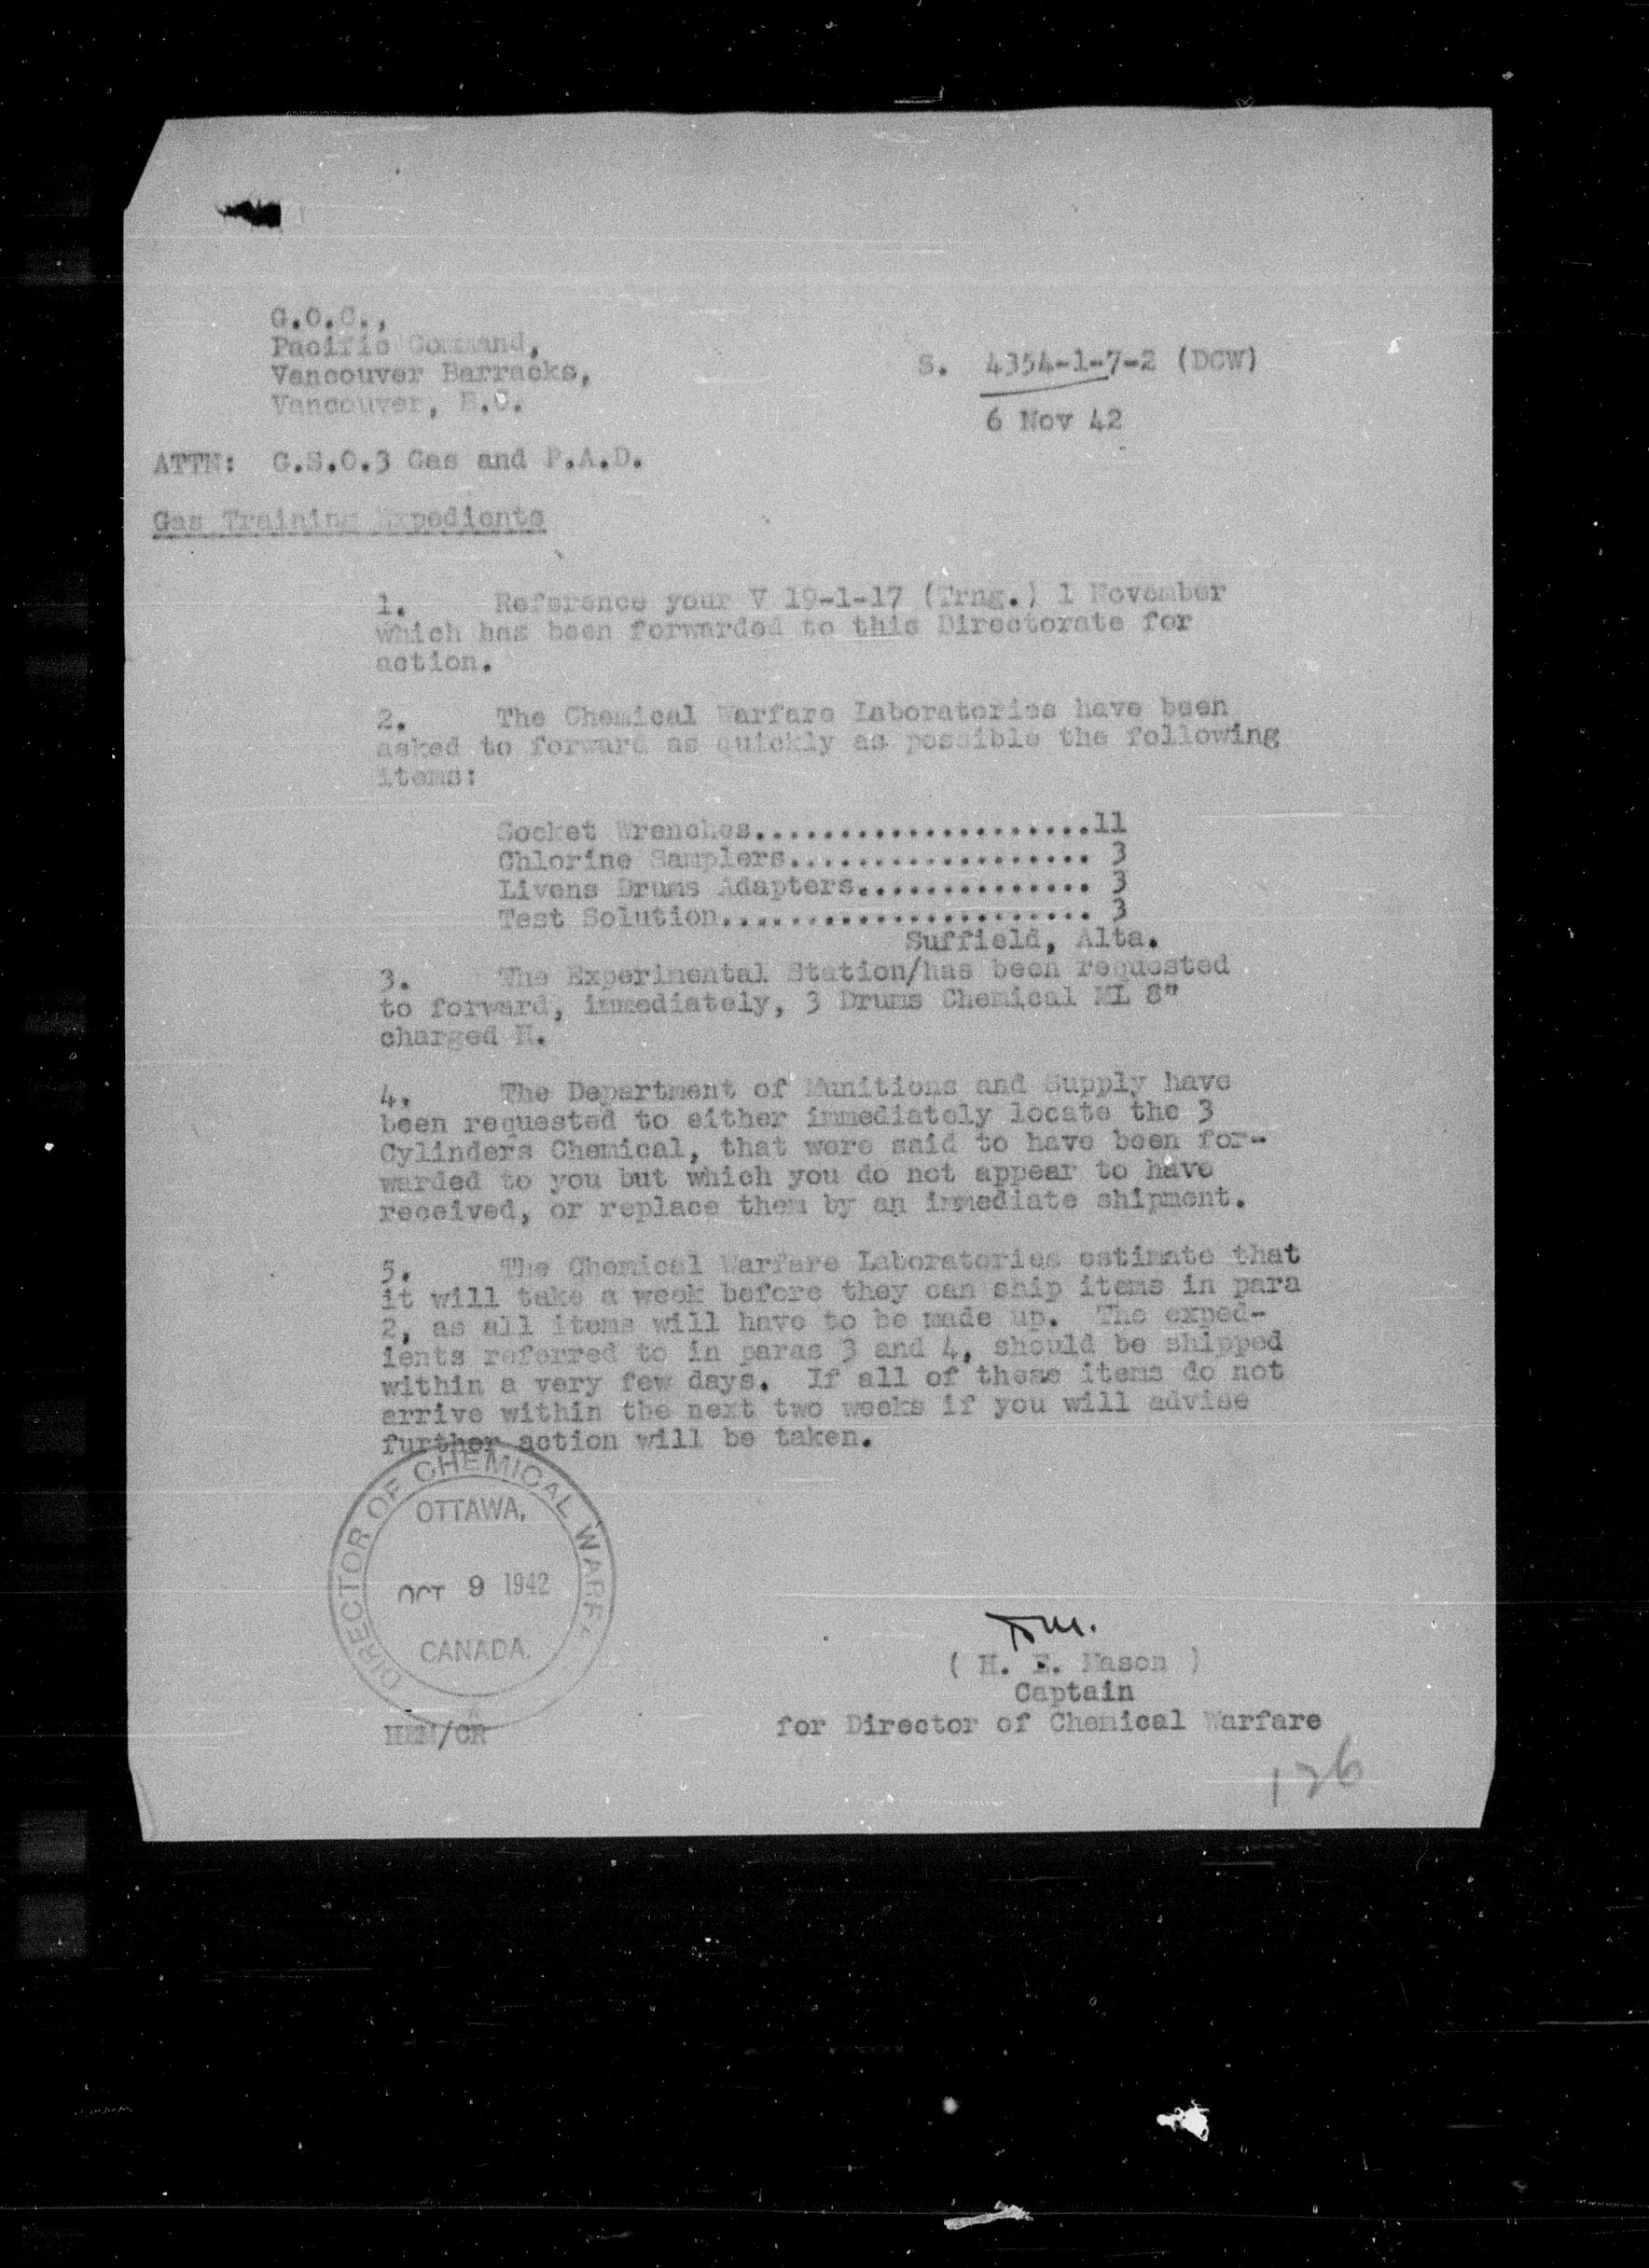 G.O.C.,
Pacific Command,
Vancouver Barracks,
Vancouver, B.C.
S. 4354-1-7-2 (DCW)
6 Nov 42
ATTN: G.S.O.3 Gas and P.A.D.
Gas Training Expedients
1. Reference your V 19-1-17 (Trng.) 1 November
which has been forwarded to this Directorate for
action.
2. The Chemical Warfare Laboratories have been
asked to forward as quickly as possible the following
items:
Socket Wrenches....................11
Chlorine Samplers.................. 3
Livens Drums Adapters.............. 3
Test Solution...................... 3
Suffield, Alta.
3. The Experimental Station/has been requested
to forward, immediately, 3 Drums Chemical ML 8"
charged H.
4. The Department of Munitions and Supply have
been requested to either immediately locate the 3
Cylinders Chemical, that were said to have been for-
warded to you but which you do not appear to have
received, or replace them by an immediate shipment.
5. The Chemical Warfare Laboratories estimate that
it will take a week before they can ship items in para
2, as all items will have to be made up. The exped-
ients referred to in paras 3 and 4, should be shipped
within a very few days. If all of these items do not
arrive within the next two weeks if you will advise
further action will be taken.
DIRECTOR OF CHEMICAL WARFA
OTTAWA,
OCT 9 1942
CANADA.
( H. E. Mason )
Captain
for Director of Chemical Warfare
HEM/CR
126